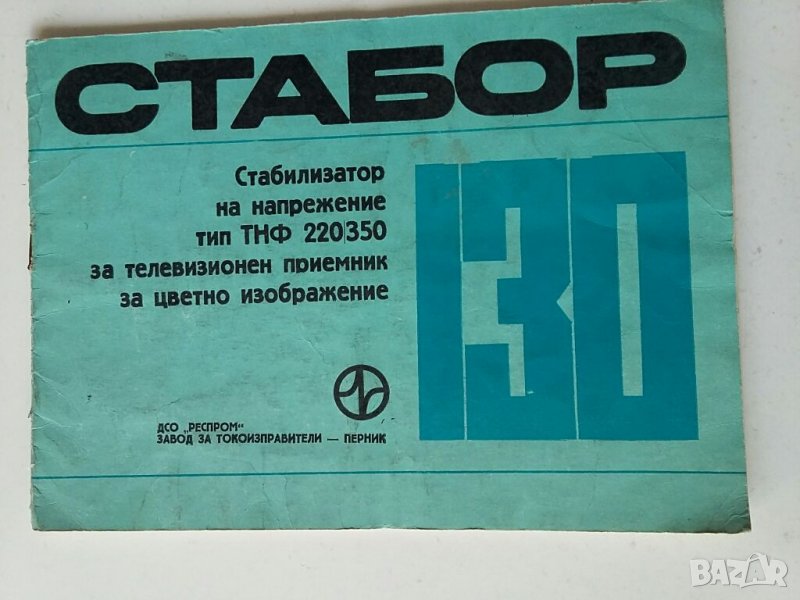 СТАБОР
Стабилизатор
на напрежение
тип ТНФ 220/350
за телевизионен приемник
за цветно изображение
130
ДСО „РЕСПРОМ“
ЗАВОД ЗА ТОКОИЗПРАВИТЕЛИ — ПЕРНИК
BAZAR